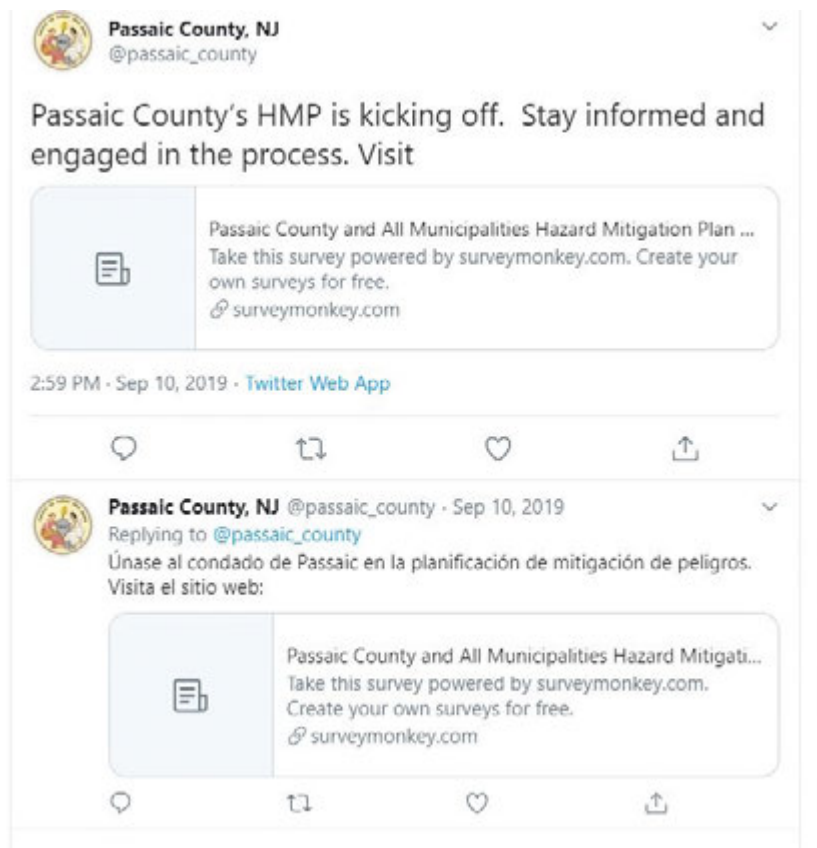 Passaic County, NJ
@passaic_county
Passaic County's HMP is kicking off. Stay informed and
engaged in the process. Visit
Passaic County and All Municipalities Hazard Mitigation Plan ...
Take this survey powered by surveymonkey.com. Create your
own surveys for free.
surveymonkey.com
2:59 PM · Sep 10, 2019 · Twitter Web App
Passaic County, NJ @passaic_county · Sep 10, 2019
Replying to @passaic_county
Únase al condado de Passaic en la planificación de mitigación de peligros.
Visita el sitio web:
Passaic County and All Municipalities Hazard Mitigati...
Take this survey powered by surveymonkey.com.
Create your own surveys for free.
surveymonkey.com